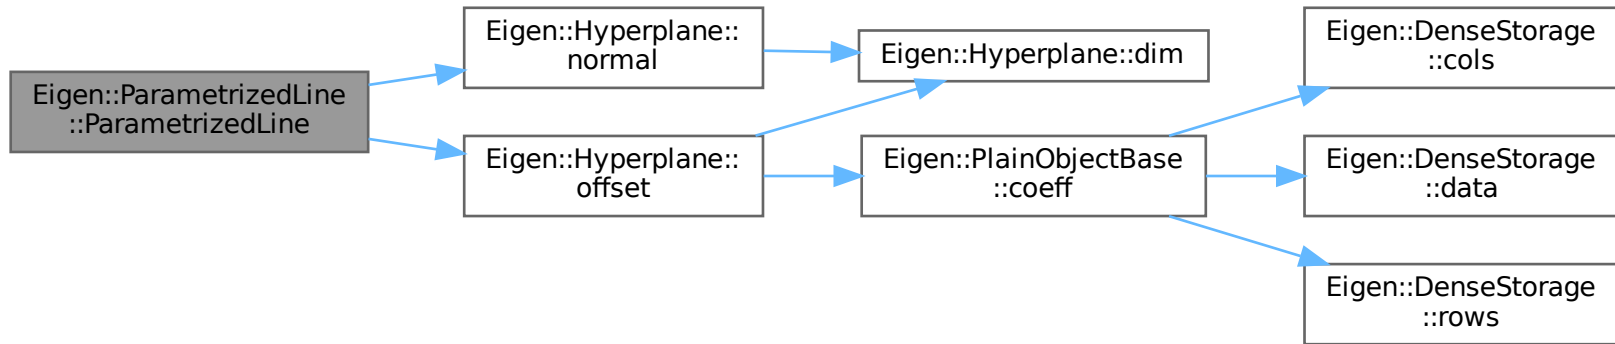 Eigen::ParametrizedLine
::ParametrizedLine
Eigen::Hyperplane::
normal
Eigen::Hyperplane::
offset
Eigen::Hyperplane::dim
Eigen::PlainObjectBase
::coeff
Eigen::DenseStorage
::cols
Eigen::DenseStorage
::data
Eigen::DenseStorage
::rows